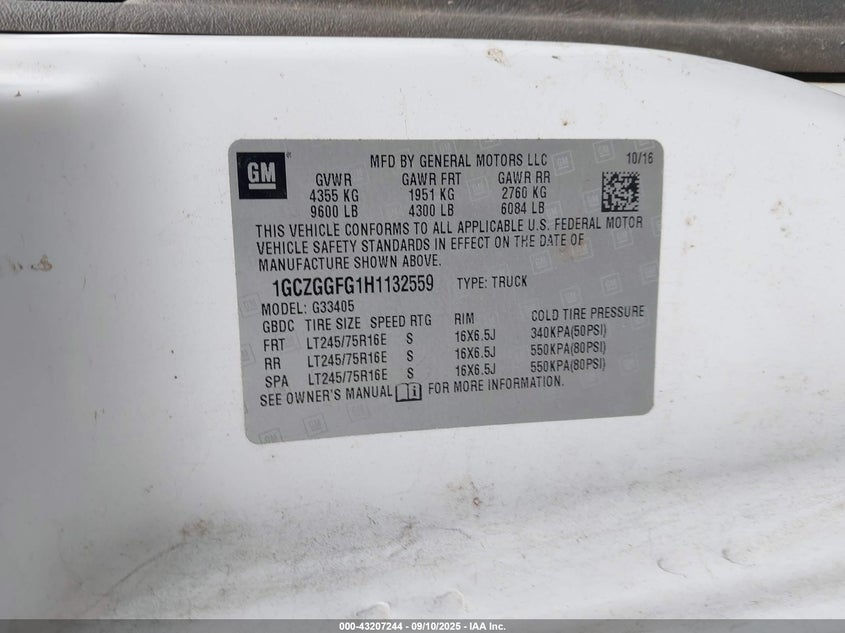 GM
MFD BY GENERAL MOTORS LLC 10/16
GVWR GAWR FRT GAWR RR
4355 KG 1951 KG 2760 KG
9600 LB 4300 LB 6084 LB
THIS VEHICLE CONFORMS TO ALL APPLICABLE U.S. FEDERAL MOTOR
VEHICLE SAFETY STANDARDS IN EFFECT ON THE DATE OF
MANUFACTURE SHOWN ABOVE.
1GCZGGFG1H1132559 TYPE: TRUCK
MODEL: G33405
GBDC TIRE SIZE SPEED RTG RIM COLD TIRE PRESSURE
FRT LT245/75R16E S 16X6.5J 340KPA(50PSI)
RR LT245/75R16E S 16X6.5J 550KPA(80PSI)
SPA LT245/75R16E S 16X6.5J 550KPA(80PSI)
SEE OWNER'S MANUAL FOR MORE INFORMATION.
000-43207244 - 09/10/2025 - IAA Inc.